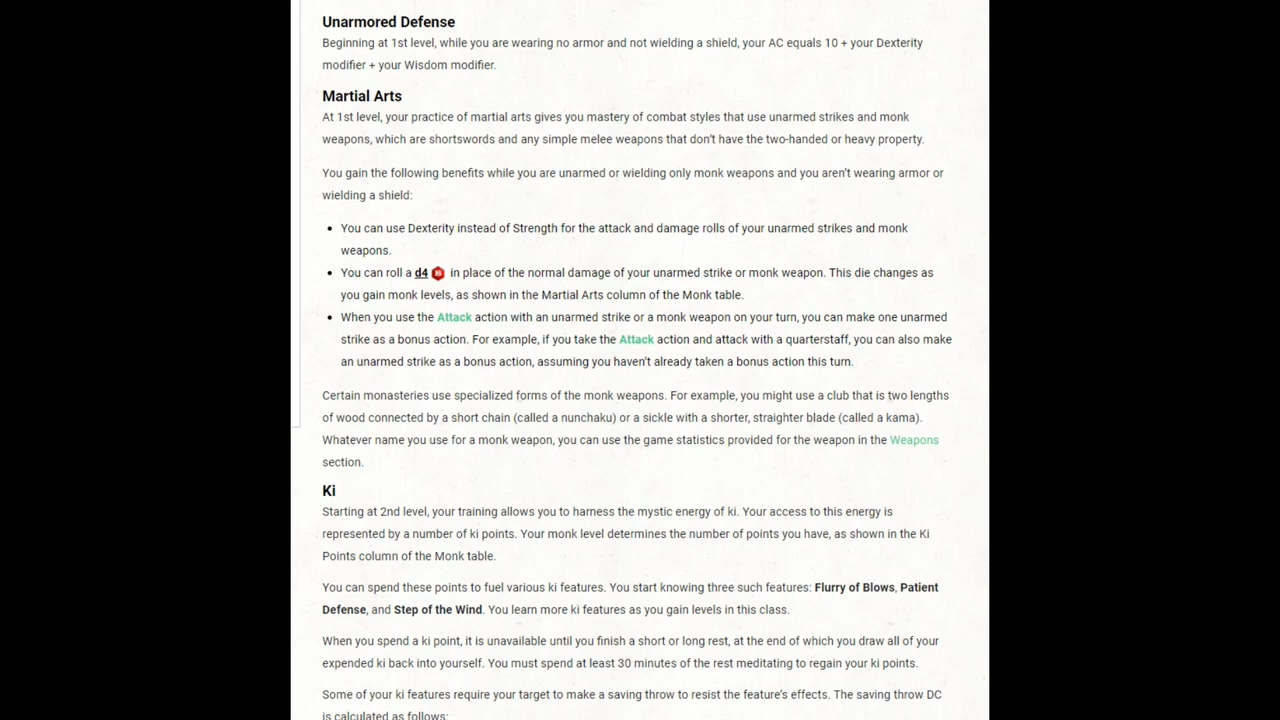 Unarmored Defense
Beginning at 1st level, while you are wearing no armor and not wielding a shield, your AC equals 10 + your Dexterity
modifier + your Wisdom modifier.
Martial Arts
At 1st level, your practice of martial arts gives you mastery of combat styles that use unarmed strikes and monk
weapons, which are shortswords and any simple melee weapons that don't have the two-handed or heavy property.
You gain the following benefits while you are unarmed or wielding only monk weapons and you aren't wearing armor or
wielding a shield:
• You can use Dexterity instead of Strength for the attack and damage rolls of your unarmed strikes and monk
weapons.
• You can roll a d4 in place of the normal damage of your unarmed strike or monk weapon. This die changes as
you gain monk levels, as shown in the Martial Arts column of the Monk table.
• When you use the Attack action with an unarmed strike or a monk weapon on your turn, you can make one unarmed
strike as a bonus action. For example, if you take the Attack action and attack with a quarterstaff, you can also make
an unarmed strike as a bonus action, assuming you haven't already taken a bonus action this turn.
Certain monasteries use specialized forms of the monk weapons. For example, you might use a club that is two lengths
of wood connected by a short chain (called a nunchaku) or a sickle with a shorter, straighter blade (called a kama).
Whatever name you use for a monk weapon, you can use the game statistics provided for the weapon in the Weapons
section.
Ki
Starting at 2nd level, your training allows you to harness the mystic energy of ki. Your access to this energy is
represented by a number of ki points. Your monk level determines the number of points you have, as shown in the Ki
Points column of the Monk table.
You can spend these points to fuel various ki features. You start knowing three such features: Flurry of Blows, Patient
Defense, and Step of the Wind. You learn more ki features as you gain levels in this class.
When you spend a ki point, it is unavailable until you finish a short or long rest, at the end of which you draw all of your
expended ki back into yourself. You must spend at least 30 minutes of the rest meditating to regain your ki points.
Some of your ki features require your target to make a saving throw to resist the feature's effects. The saving throw DC
is calculated as follows: